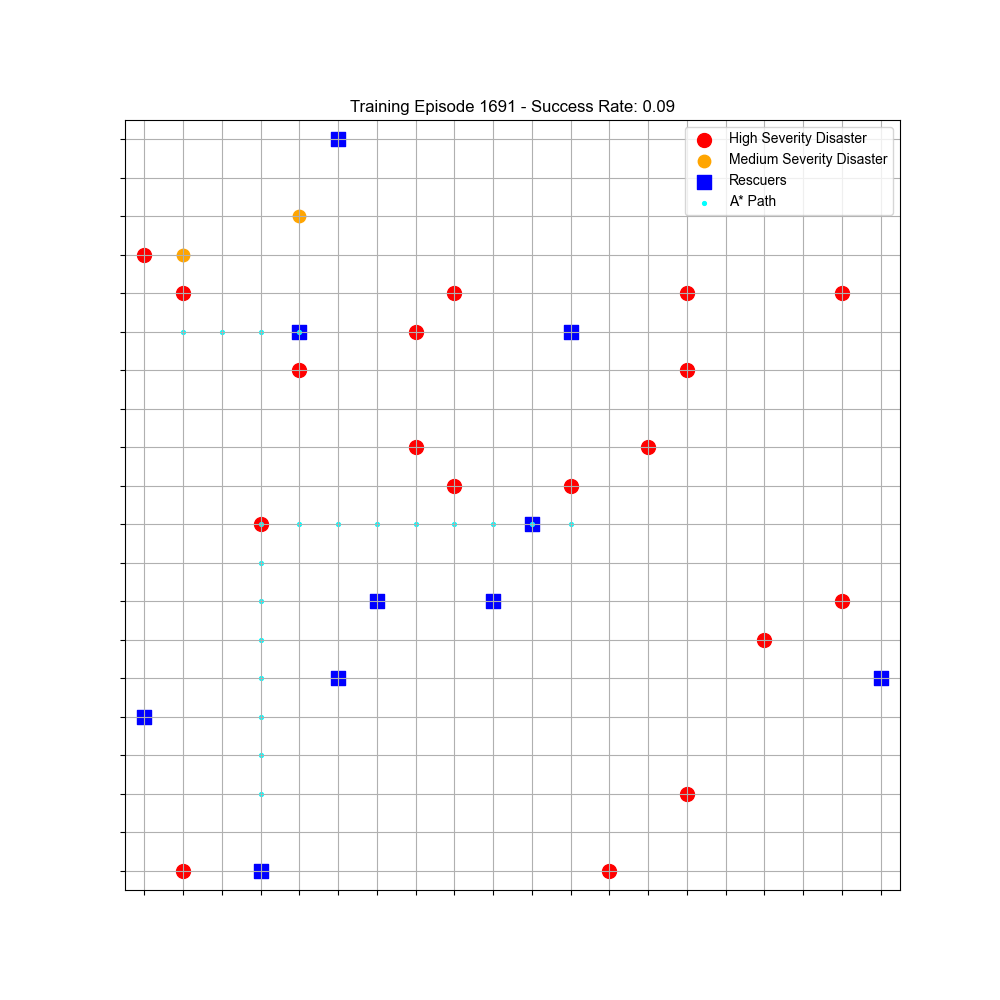 Training Episode 1691 - Success Rate: 0.09
High Severity Disaster
Medium Severity Disaster
Rescuers
A* Path